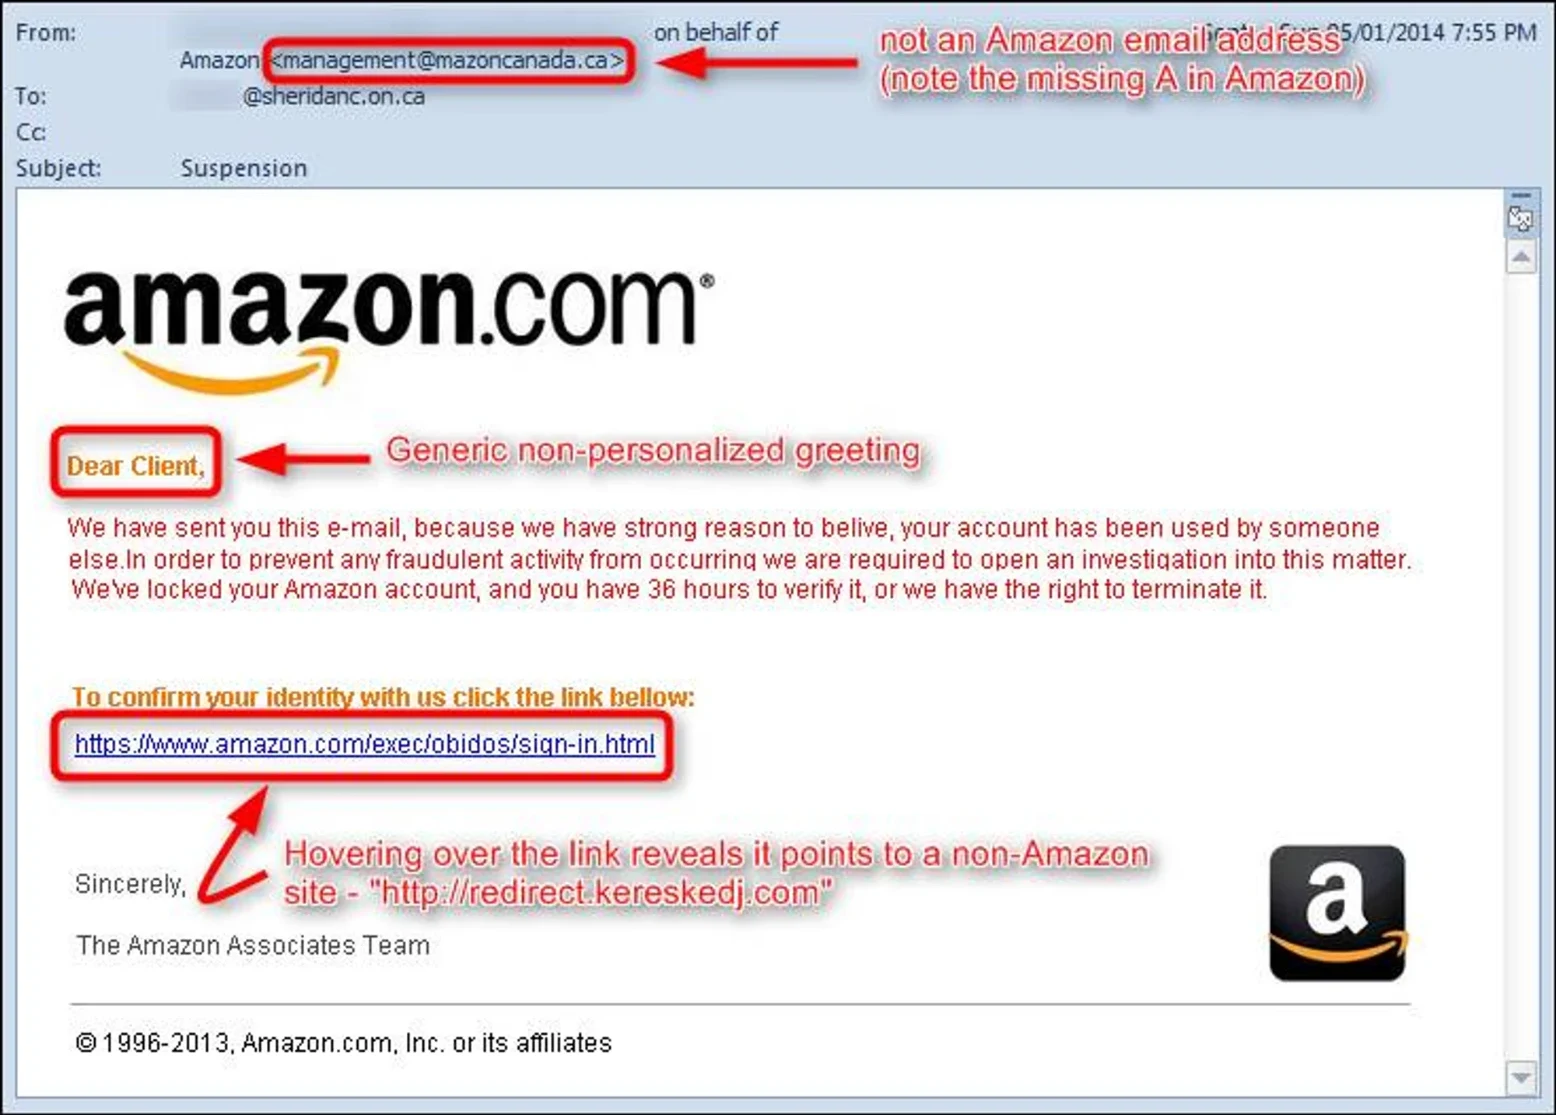 From:
on behalf of
Amazon <management@mazoncanada.ca>
Sent: Sun 05/01/2014 7:55 PM
not an Amazon email address
(note the missing A in Amazon)
To: @sheridanc.on.ca
Cc:
Subject: Suspension
amazon.com®
Dear Client,
Generic non-personalized greeting
We have sent you this e-mail, because we have strong reason to belive, your account has been used by someone
else.In order to prevent any fraudulent activity from occurring we are required to open an investigation into this matter.
We've locked your Amazon account, and you have 36 hours to verify it, or we have the right to terminate it.
To confirm your identity with us click the link bellow:
https://www.amazon.com/exec/obidos/sign-in.html
Hovering over the link reveals it points to a non-Amazon
site - "http://redirect.kereskedj.com"
Sincerely,
The Amazon Associates Team
a
© 1996-2013, Amazon.com, Inc. or its affiliates